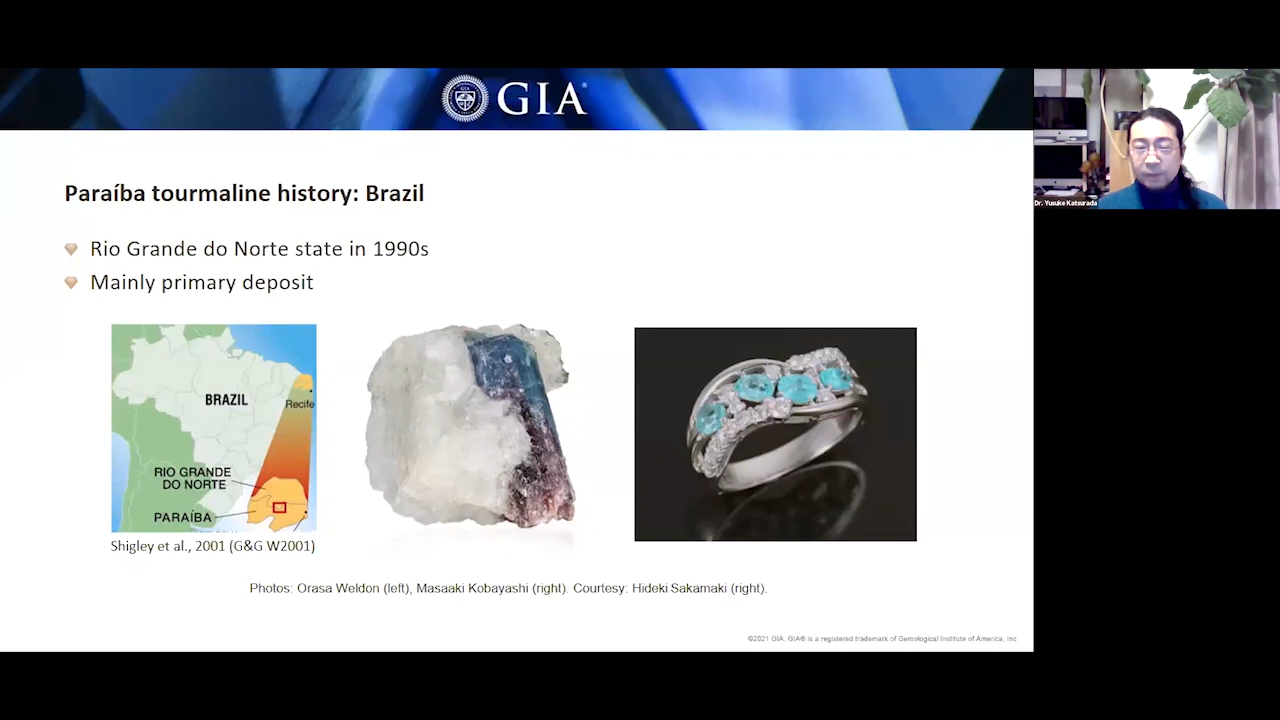 GIA
Paraíba tourmaline history: Brazil
Rio Grande do Norte state in 1990s
Mainly primary deposit
BRAZIL
Recife
RIO GRANDE
DO NORTE
PARAÍBA
Shigley et al., 2001 (G&G W2001)
Photos: Orasa Weldon (left), Masaaki Kobayashi (right). Courtesy: Hideki Sakamaki (right).
©2021 GIA. GIA® is a registered trademark of Gemological Institute of America, Inc
Dr. Yusuke Katsurada